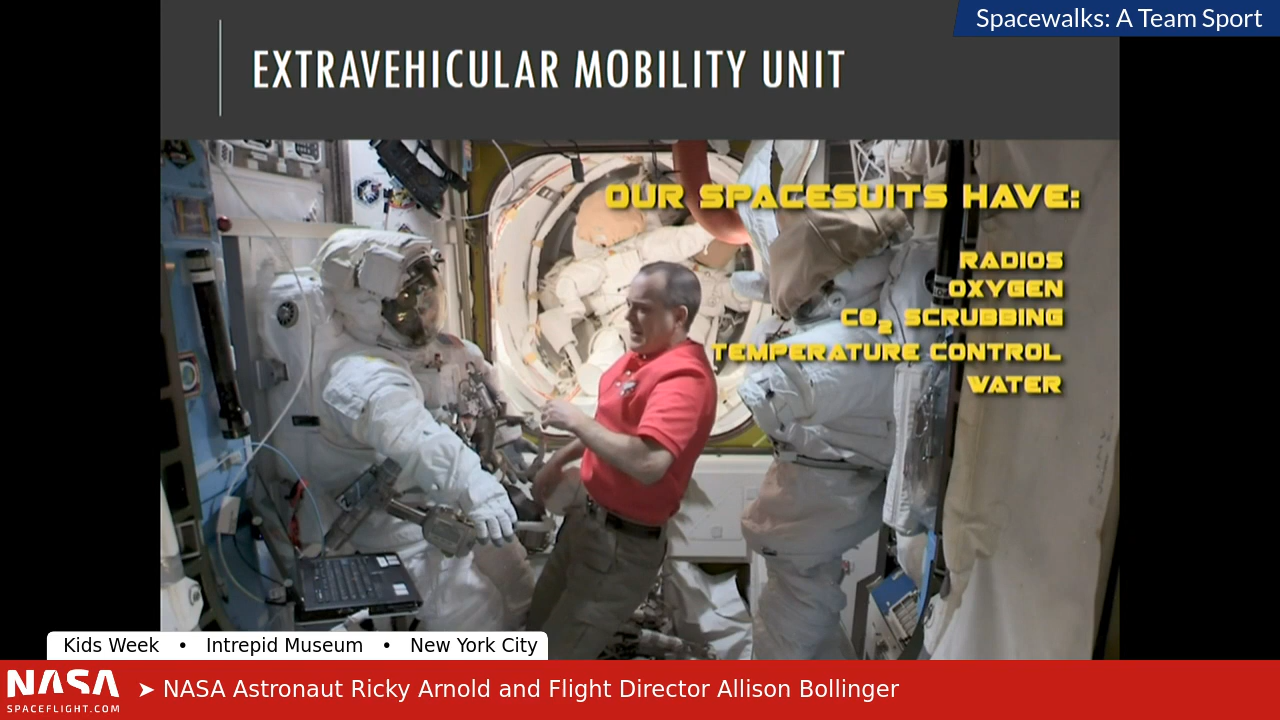 Spacewalks: A Team Sport
EXTRAVEHICULAR MOBILITY UNIT
OUR SPACESUITS HAVE:
RADIOS
OXYGEN
CO₂ SCRUBBING
TEMPERATURE CONTROL
WATER
Kids Week • Intrepid Museum • New York City
NASA
SPACEFLIGHT.COM
➤ NASA Astronaut Ricky Arnold and Flight Director Allison Bollinger